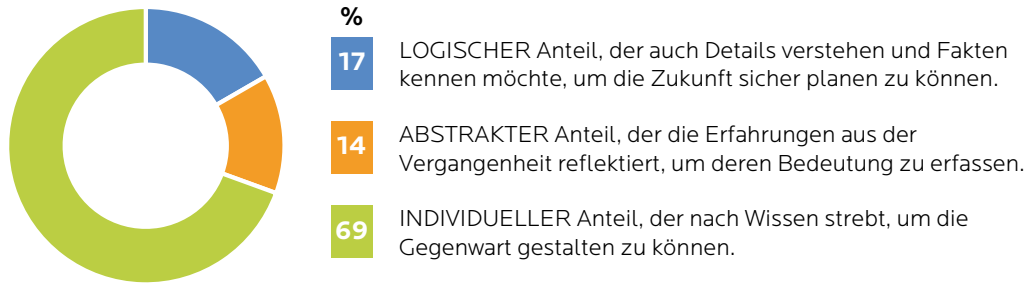 %
17 LOGISCHER Anteil, der auch Details verstehen und Fakten
kennen möchte, um die Zukunft sicher planen zu können.
14 ABSTRAKTER Anteil, der die Erfahrungen aus der
Vergangenheit reflektiert, um deren Bedeutung zu erfassen.
69 INDIVIDUELLER Anteil, der nach Wissen strebt, um die
Gegenwart gestalten zu können.